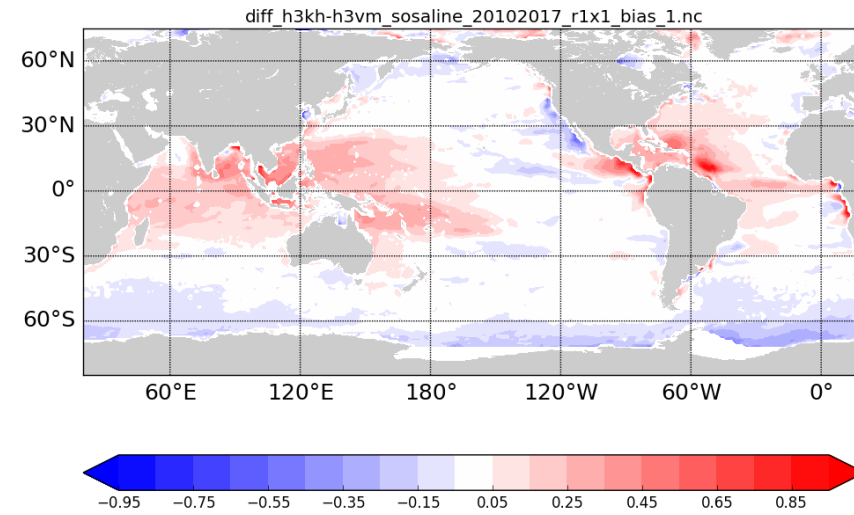 diff_h3kh-h3vm_sosaline_20102017_r1x1_bias_1.nc
60°N
30°N
0°
30°S
60°S
60°E 120°E 180° 120°W 60°W 0°
−0.95 −0.75 −0.55 −0.35 −0.15 0.05 0.25 0.45 0.65 0.85